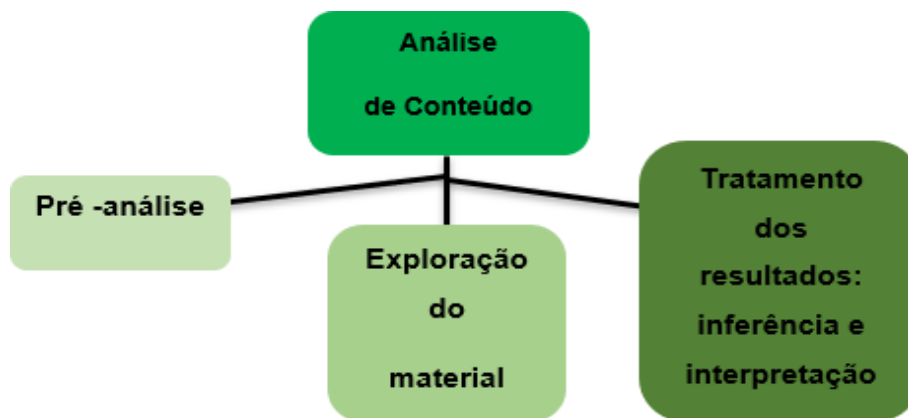 Análise
de Conteúdo
Pré -análise
Exploração
do
material
Tratamento
dos
resultados:
inferência e
interpretação